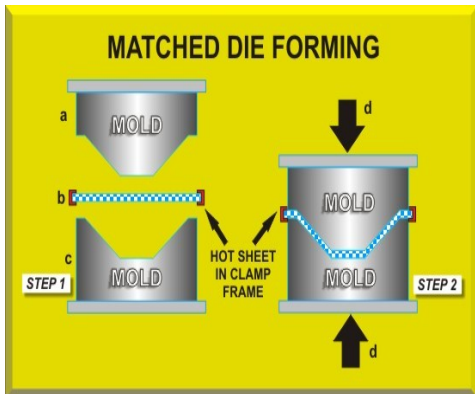 MATCHED DIE FORMING
a
MOLD
b
c
MOLD
STEP 1
HOT SHEET
IN CLAMP
FRAME
d
MOLD
MOLD
STEP 2
d